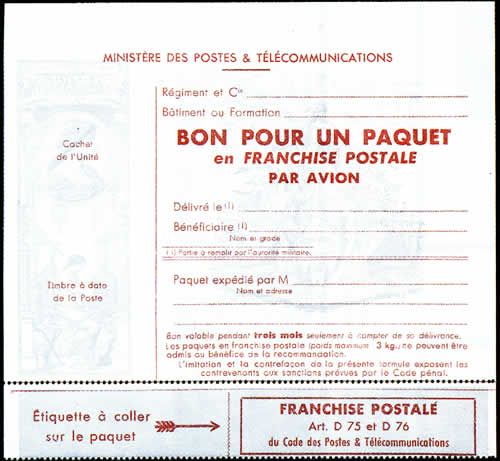 MINISTÈRE DES POSTES & TÉLÉCOMMUNICATIONS
Régiment et Cie
Bâtiment ou Formation
Cachet
de l'Unité
BON POUR UN PAQUET
en FRANCHISE POSTALE
PAR AVION
Délivré le (1)
Bénéficiaire (1)
Nom et grade
(1) Partie à remplir par l'autorité militaire.
Timbre à date
de la Poste
Paquet expédié par M
Nom et adresse
Bon valable pendant trois mois seulement à compter de sa délivrance.
Les paquets en franchise postale (poids maximum 3 kg.) ne peuvent être
admis au bénéfice de la recommandation.
L'imitation et la contrefaçon de la présente formule exposent les
contrevenants aux sanctions prévues par le Code pénal.
Étiquette à coller
sur le paquet
FRANCHISE POSTALE
Art. D 75 et D 76
du Code des Postes & Télécommunications